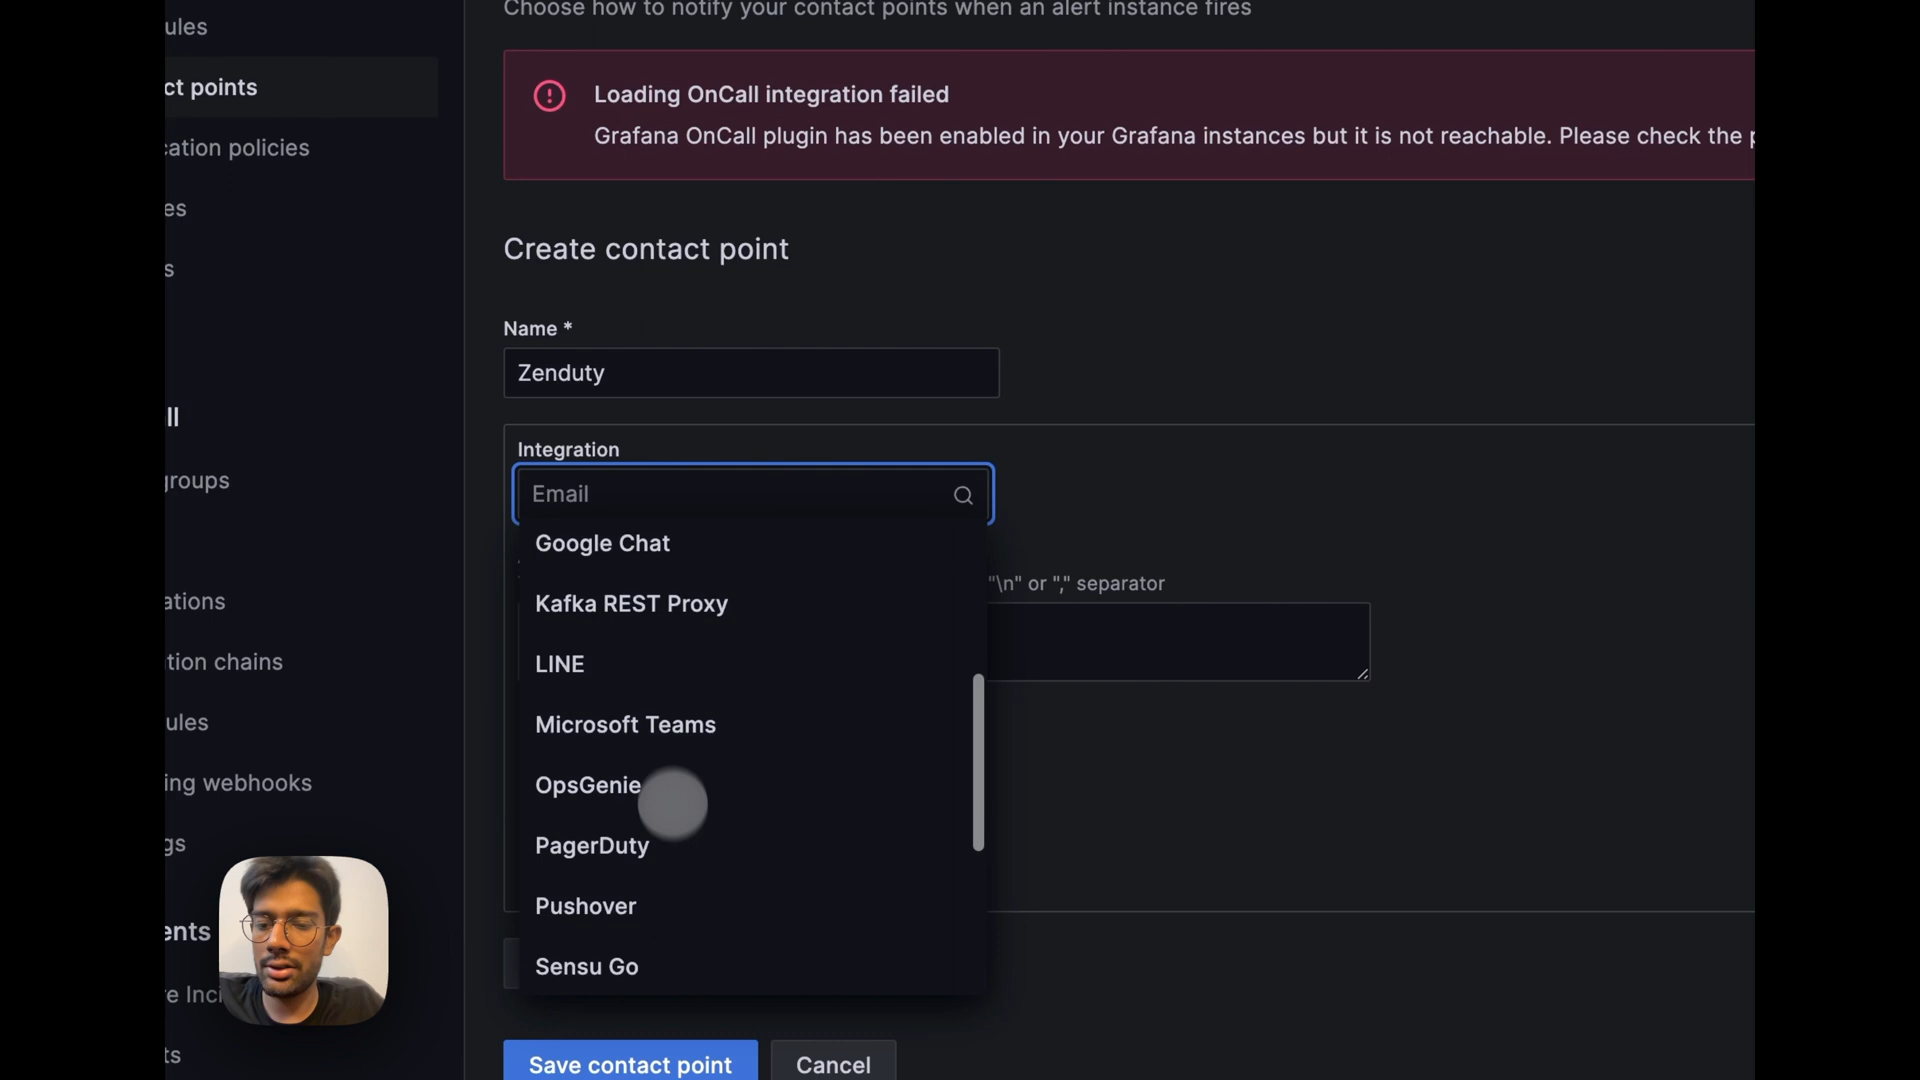 Choose how to notify your contact points when an alert instance fires
ules
ct points
cation policies
es
s
ll
groups
ations
tion chains
ules
ing webhooks
gs
ents
e Inci
ts
Loading OnCall integration failed
Grafana OnCall plugin has been enabled in your Grafana instances but it is not reachable. Please check the p
Create contact point
Name *
Zenduty
Integration
Email
Google Chat
Kafka REST Proxy
LINE
Microsoft Teams
OpsGenie
PagerDuty
Pushover
Sensu Go
"\n" or "," separator
Save contact point
Cancel